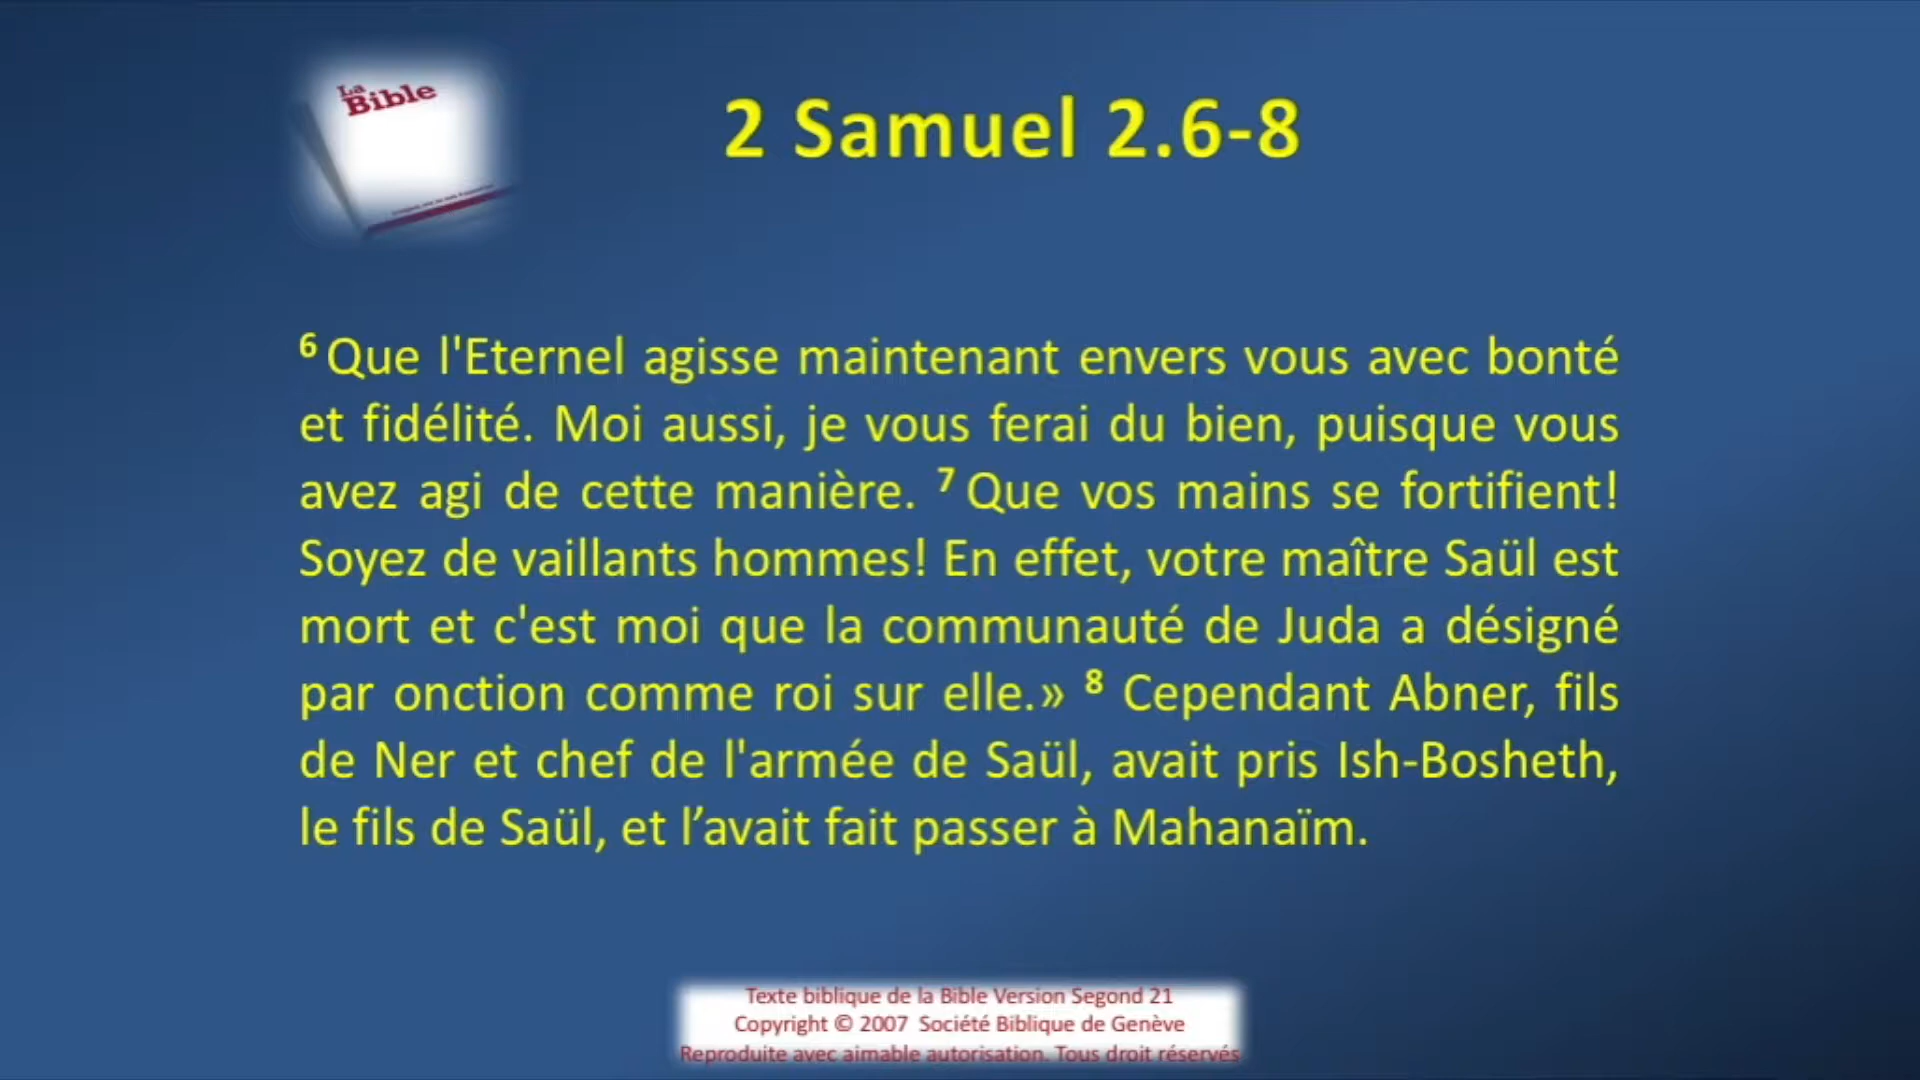 La
Bible
2 Samuel 2.6-8
⁶ Que l'Eternel agisse maintenant envers vous avec bonté
et fidélité. Moi aussi, je vous ferai du bien, puisque vous
avez agi de cette manière. ⁷ Que vos mains se fortifient!
Soyez de vaillants hommes! En effet, votre maître Saül est
mort et c'est moi que la communauté de Juda a désigné
par onction comme roi sur elle.» ⁸ Cependant Abner, fils
de Ner et chef de l'armée de Saül, avait pris Ish-Bosheth,
le fils de Saül, et l’avait fait passer à Mahanaïm.
Texte biblique de la Bible Version Segond 21
Copyright © 2007 Société Biblique de Genève
Reproduite avec aimable autorisation. Tous droit réservés